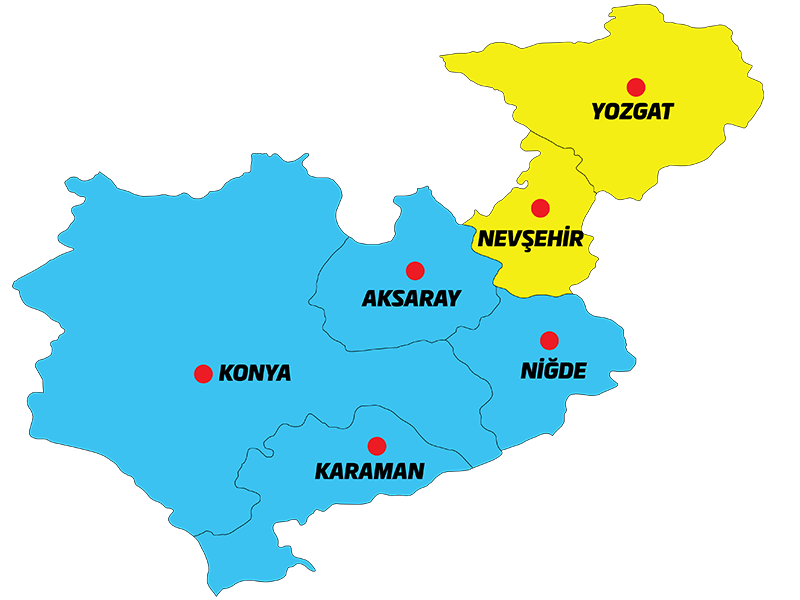 YOZGAT
NEVŞEHİR
AKSARAY
NİĞDE
KONYA
KARAMAN